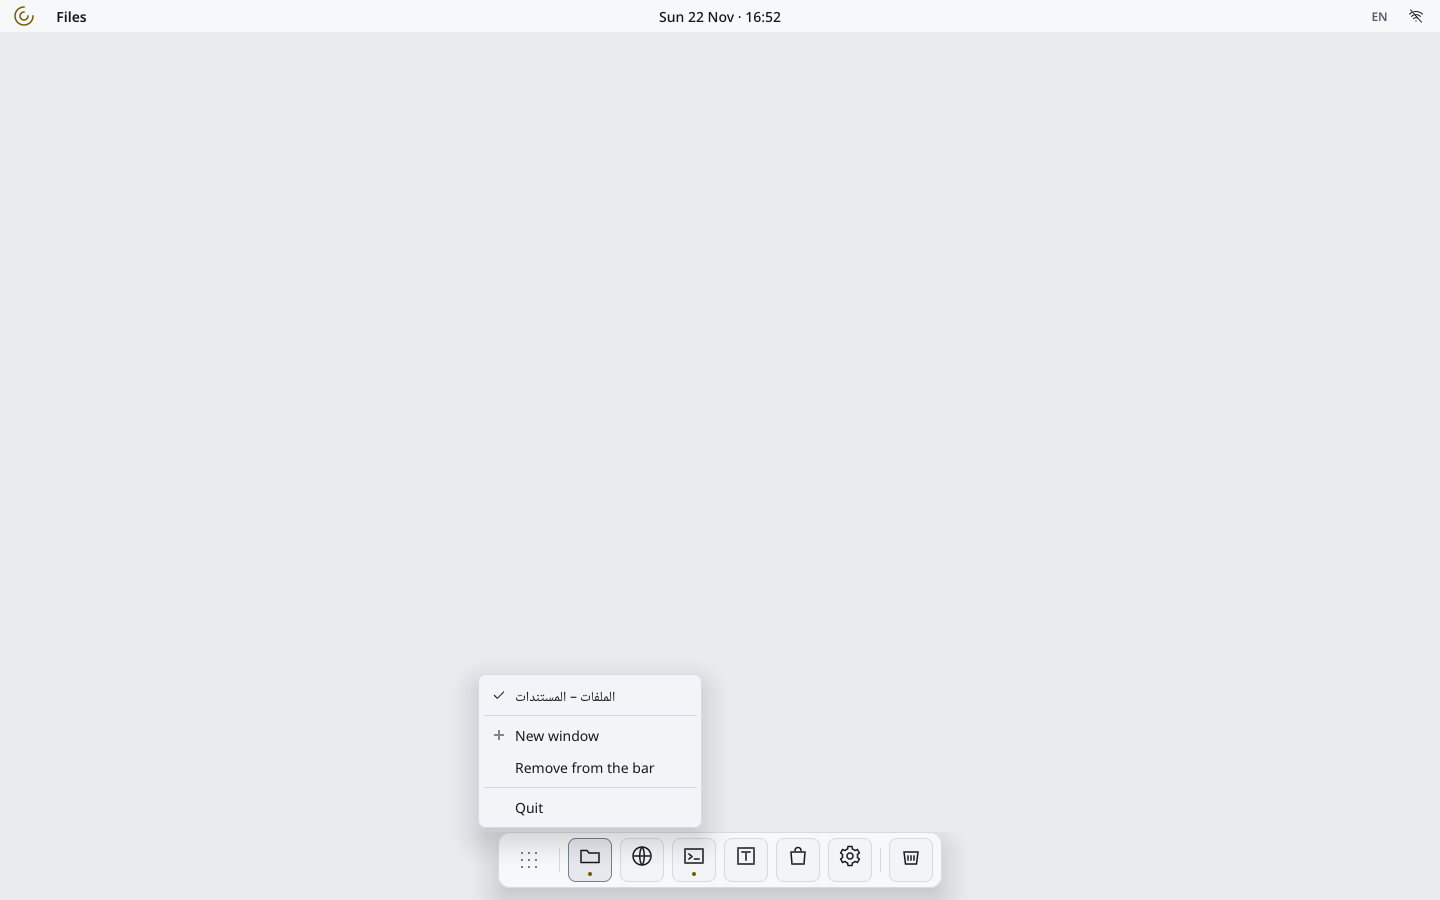 Files
Sun 22 Nov · 16:52
EN
الملفات – المستندات
New window
Remove from the bar
Quit